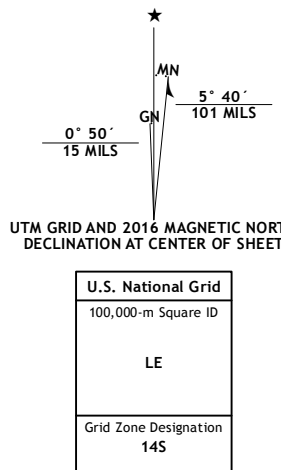 ★
MN
GN
5° 40´
101 MILS
0° 50´
15 MILS
UTM GRID AND 2016 MAGNETIC NORT
DECLINATION AT CENTER OF SHEET
U.S. National Grid
100,000-m Square ID
LE
Grid Zone Designation
14S